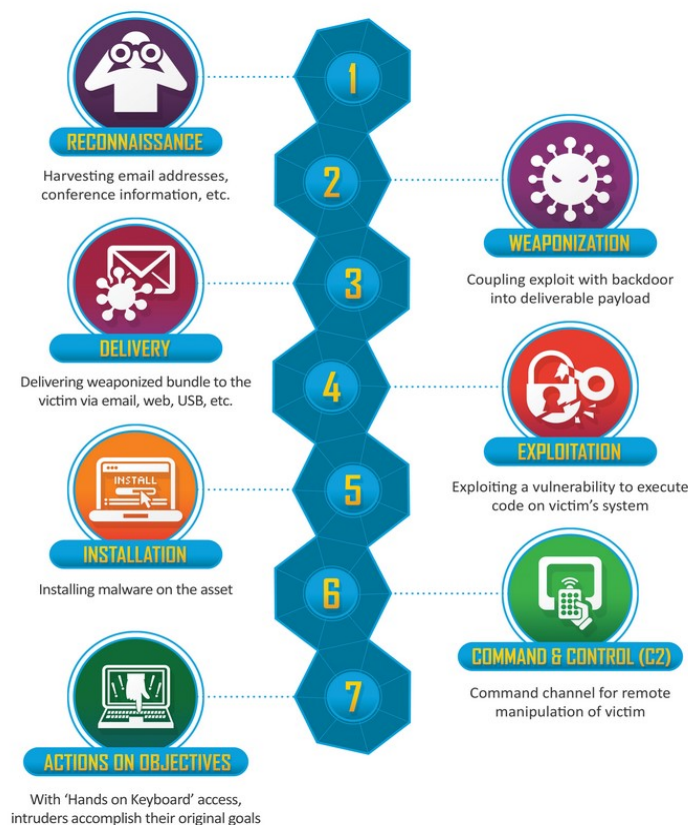 1
RECONNAISSANCE
Harvesting email addresses,
conference information, etc.
2
WEAPONIZATION
Coupling exploit with backdoor
into deliverable payload
3
DELIVERY
Delivering weaponized bundle to the
victim via email, web, USB, etc.
4
EXPLOITATION
Exploiting a vulnerability to execute
code on victim's system
5
INSTALL
INSTALLATION
Installing malware on the asset
6
COMMAND & CONTROL (C2)
Command channel for remote
manipulation of victim
7
ACTIONS ON OBJECTIVES
With 'Hands on Keyboard' access,
intruders accomplish their original goals